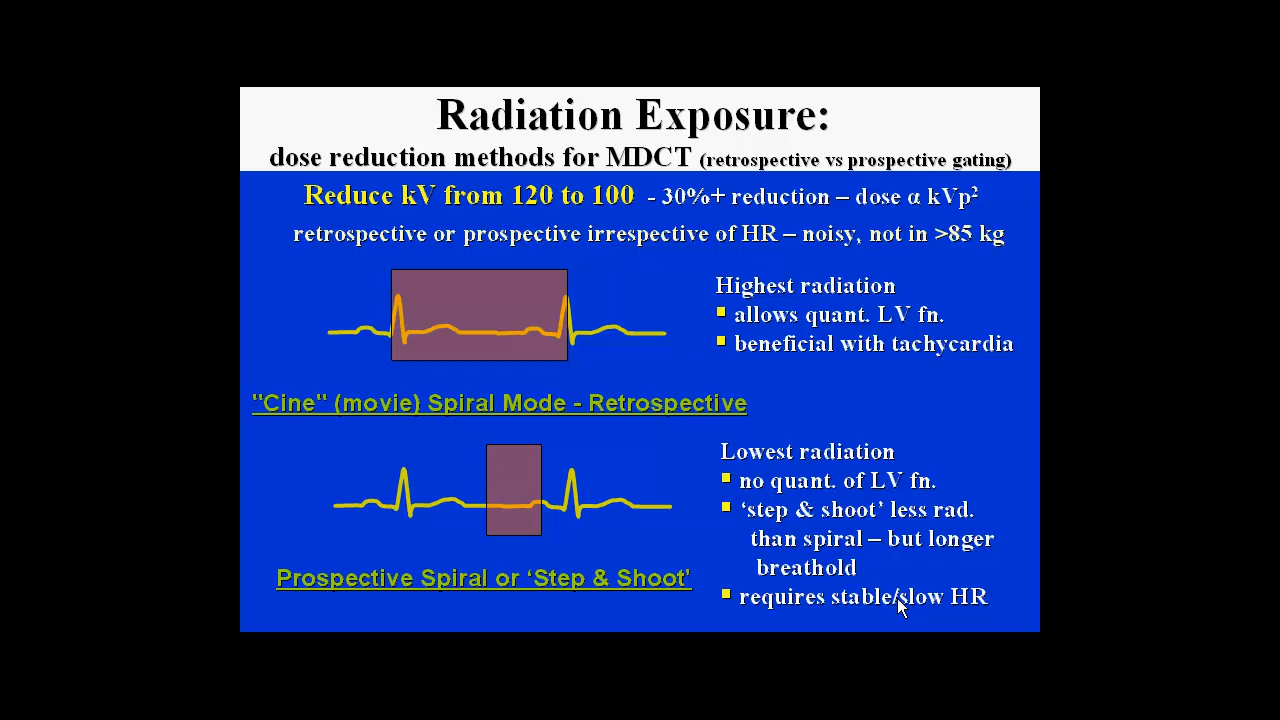 Radiation Exposure:
dose reduction methods for MDCT (retrospective vs prospective gating)
Reduce kV from 120 to 100 - 30%+ reduction – dose α kVp²
retrospective or prospective irrespective of HR – noisy, not in >85 kg
Highest radiation
allows quant. LV fn.
beneficial with tachycardia
"Cine" (movie) Spiral Mode - Retrospective
Lowest radiation
no quant. of LV fn.
‘step & shoot’ less rad.
than spiral – but longer
breathold
requires stable/slow HR
Prospective Spiral or ‘Step & Shoot’